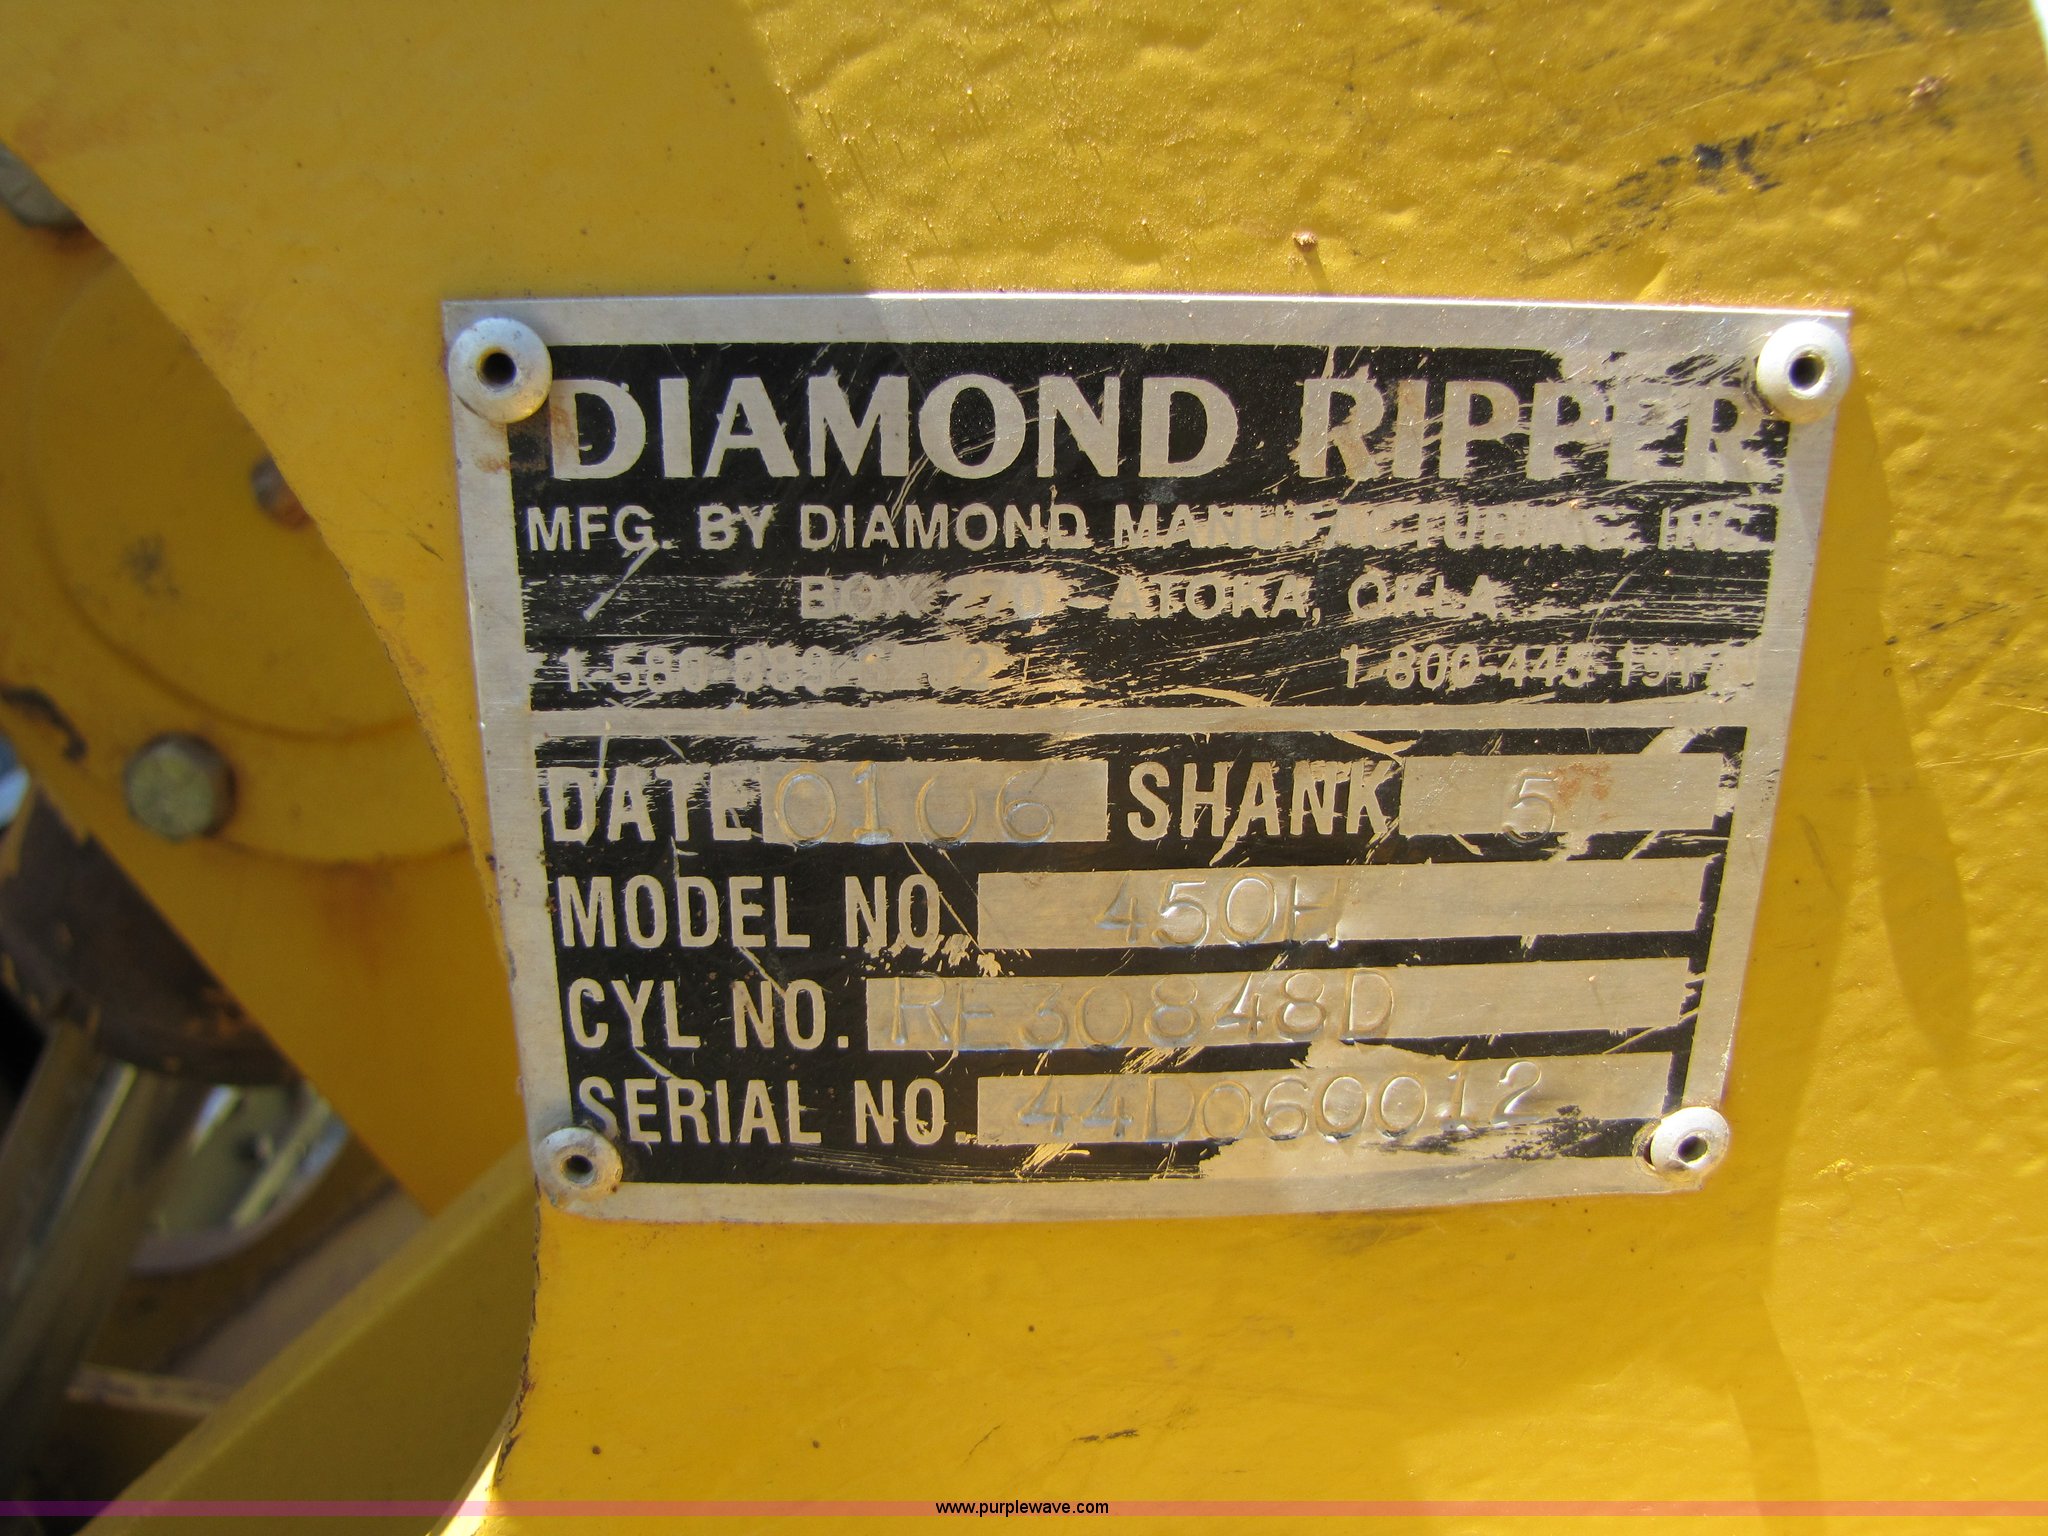 DIAMOND RIPPER
MFG. BY DIAMOND MANUFACTURING, INC.
BOX 270 - ATOKA, OKLA.
1-800-445-1917
DATE 0106 SHANK 5
MODEL NO. 450H
CYL NO. RE30848D
SERIAL NO. 44D060012
www.purplewave.com